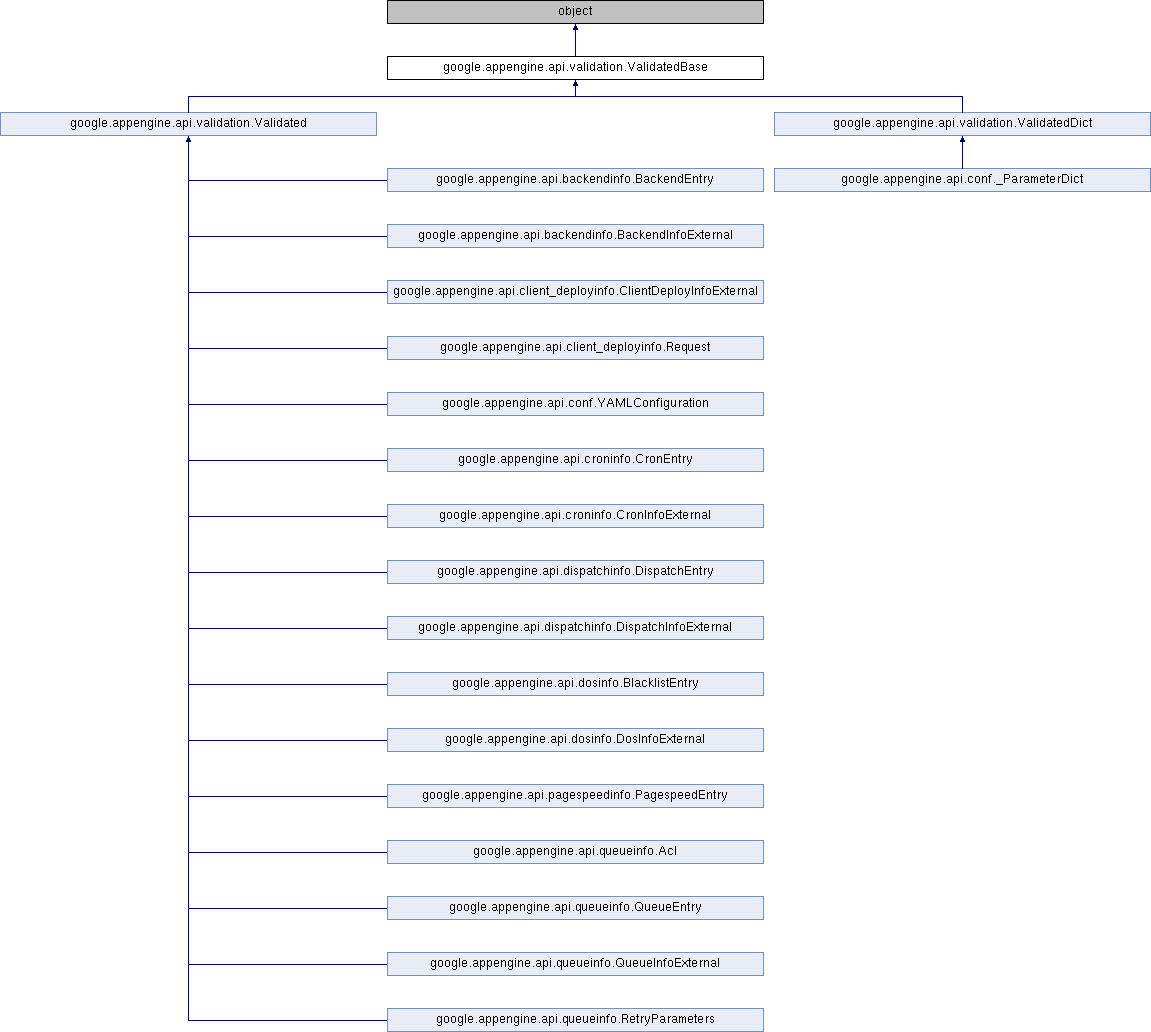 object
google.appengine.api.validation.ValidatedBase
google.appengine.api.validation.Validated
google.appengine.api.validation.ValidatedDict
google.appengine.api.backendinfo.BackendEntry
google.appengine.api.conf._ParameterDict
google.appengine.api.backendinfo.BackendInfoExternal
google.appengine.api.client_deployinfo.ClientDeployInfoExternal
google.appengine.api.client_deployinfo.Request
google.appengine.api.conf.YAMLConfiguration
google.appengine.api.croninfo.CronEntry
google.appengine.api.croninfo.CronInfoExternal
google.appengine.api.dispatchinfo.DispatchEntry
google.appengine.api.dispatchinfo.DispatchInfoExternal
google.appengine.api.dosinfo.BlacklistEntry
google.appengine.api.dosinfo.DosInfoExternal
google.appengine.api.pagespeedinfo.PagespeedEntry
google.appengine.api.queueinfo.Acl
google.appengine.api.queueinfo.QueueEntry
google.appengine.api.queueinfo.QueueInfoExternal
google.appengine.api.queueinfo.RetryParameters